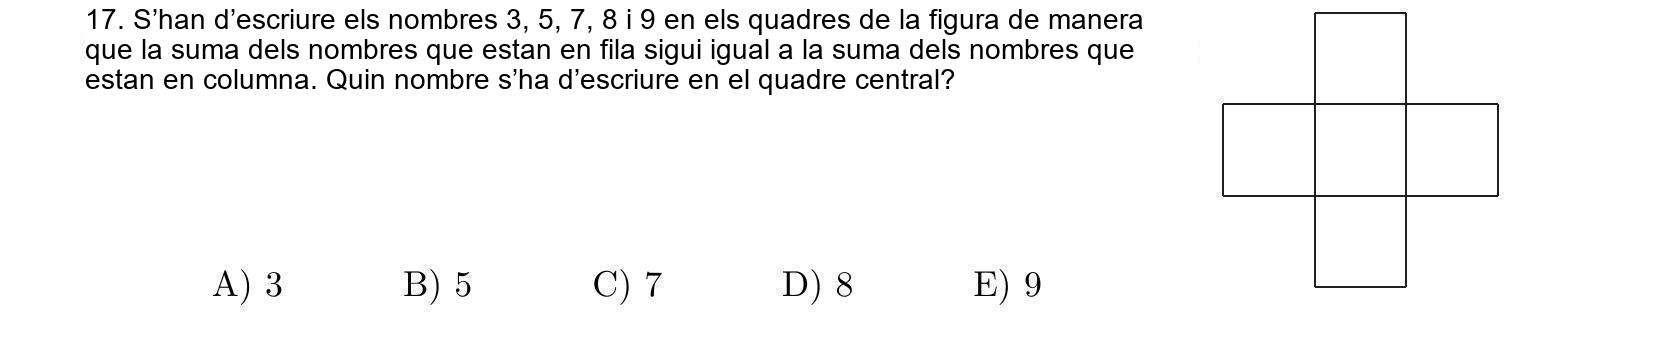 17. S’han d’escriure els nombres 3, 5, 7, 8 i 9 en els quadres de la figura de manera
que la suma dels nombres que estan en fila sigui igual a la suma dels nombres que
estan en columna. Quin nombre s’ha d’escriure en el quadre central?
A) 3 B) 5 C) 7 D) 8 E) 9